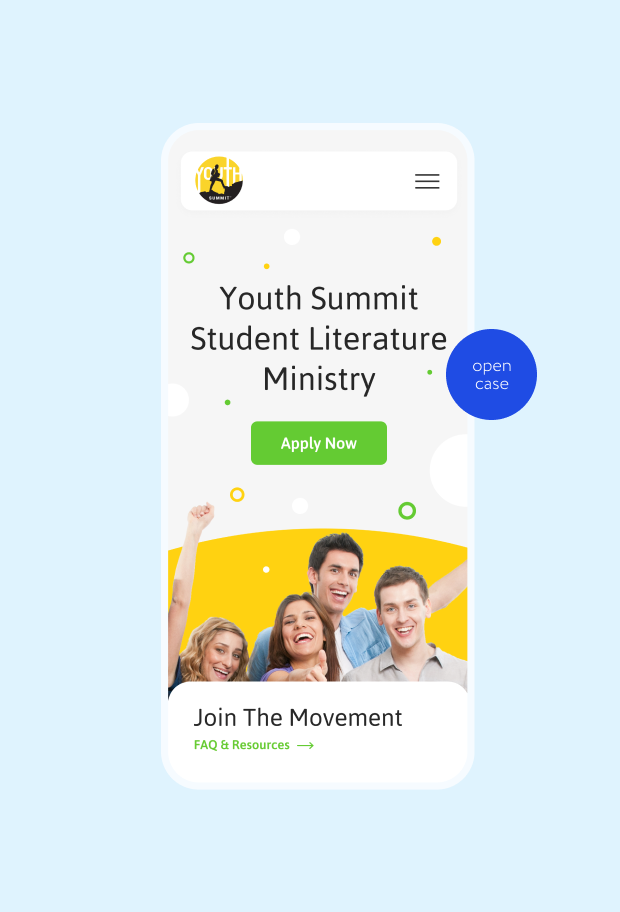 YOUTH
SUMMIT
Youth Summit
Student Literature
Ministry
open
case
Apply Now
Join The Movement
FAQ & Resources